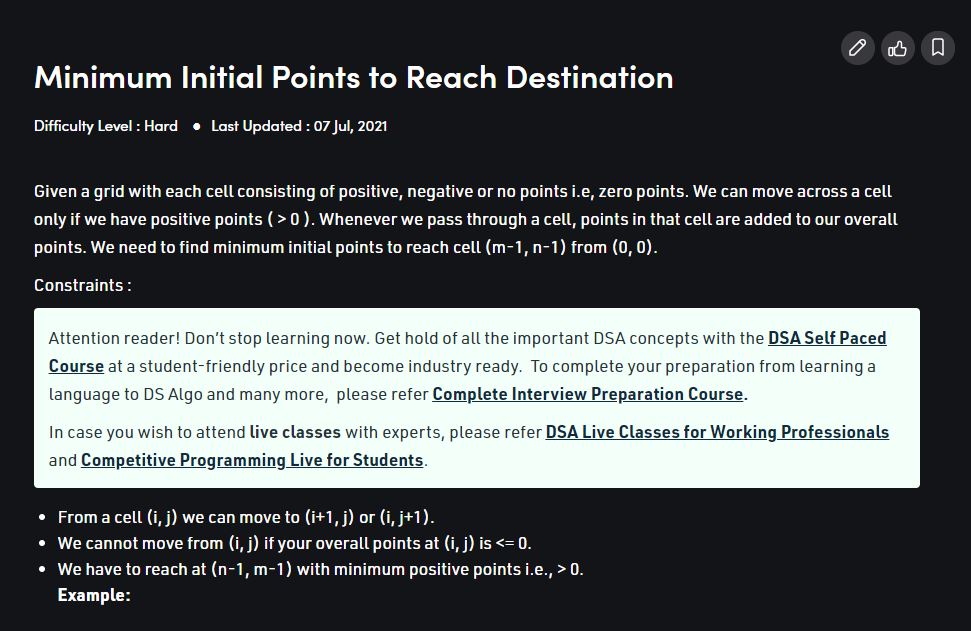 Minimum Initial Points to Reach Destination
Difficulty Level : Hard ● Last Updated : 07 Jul, 2021
Given a grid with each cell consisting of positive, negative or no points i.e, zero points. We can move across a cell
only if we have positive points ( > 0 ). Whenever we pass through a cell, points in that cell are added to our overall
points. We need to find minimum initial points to reach cell (m-1, n-1) from (0, 0).
Constraints :
Attention reader! Don’t stop learning now. Get hold of all the important DSA concepts with the DSA Self Paced
Course at a student-friendly price and become industry ready.  To complete your preparation from learning a
language to DS Algo and many more,  please refer Complete Interview Preparation Course.
In case you wish to attend live classes with experts, please refer DSA Live Classes for Working Professionals
and Competitive Programming Live for Students.
• From a cell (i, j) we can move to (i+1, j) or (i, j+1).
• We cannot move from (i, j) if your overall points at (i, j) is <= 0.
• We have to reach at (n-1, m-1) with minimum positive points i.e., > 0.
Example: